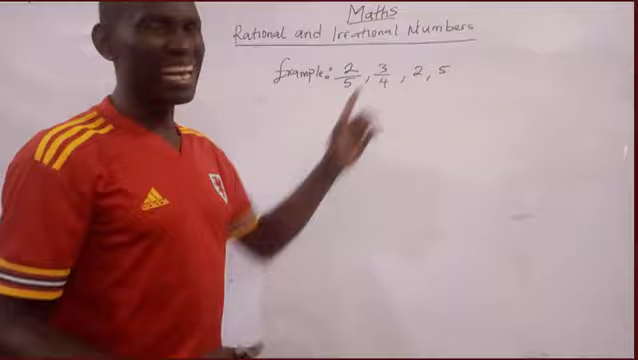 Maths
Rational and Irrational Numbers
Example: 2/5, 3/4, 2, 5